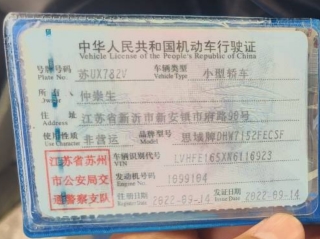 中华人民共和国机动车行驶证
Vehicle License of the People's Republic of China
号牌号码 苏UX78ZV 车辆类型 小型轿车
Plate No. Vehicle Type
所有人 仲崇生
Owner
住址 江苏省新沂市新安镇市府路98号
Address
使用性质 非营运 品牌型号 思域牌DHW7152FECSF
Use Character Model
江苏省苏州 车辆识别代号 LVHFE165XN6116923
VIN
市公安局交 发动机号码 1999104
Engine No.
通警察支队 注册日期 2022-09-14 发证日期 2022-09-14
Register Date Issue Date